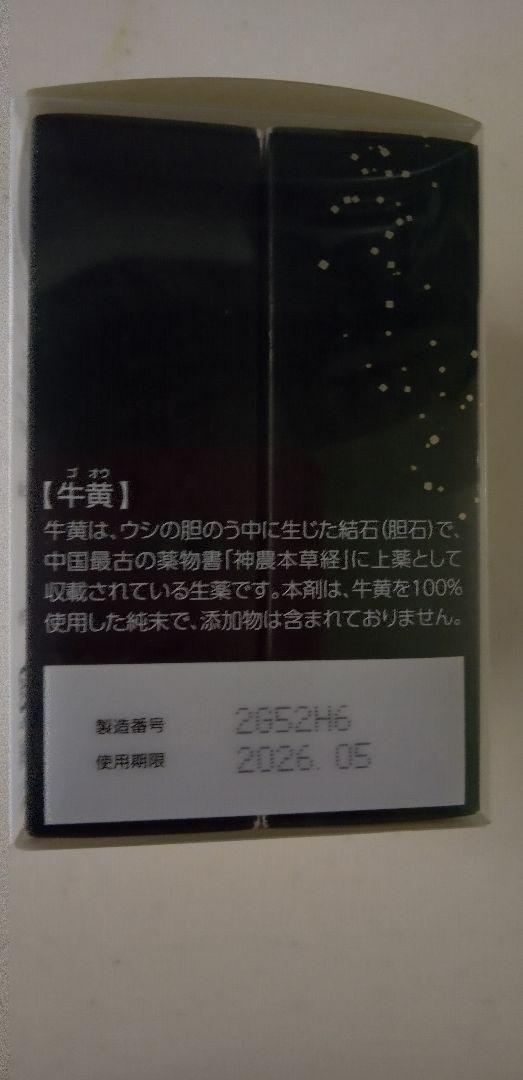 ゴオウ
【牛黄】
牛黄は、ウシの胆のう中に生じた結石(胆石)で、
中国最古の薬物書「神農本草経」に上薬として
収載されている生薬です。本剤は、牛黄を100%
使用した純末で、添加物は含まれておりません。
製造番号 2G52H6
使用期限 2026. 05